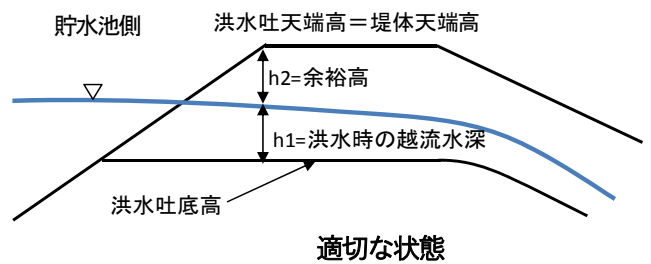 洪水吐天端高＝堤体天端高
貯水池側
h2=余裕高
h1=洪水時の越流水深
洪水吐底高
適切な状態